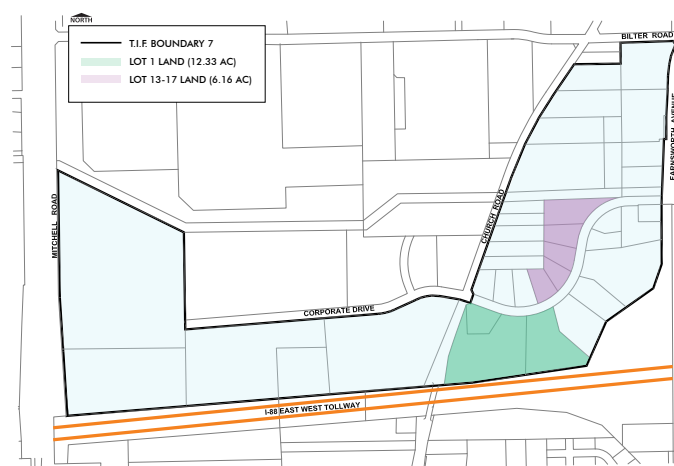 NORTH
T.I.F. BOUNDARY 7
LOT 1 LAND (12.33 AC)
LOT 13-17 LAND (6.16 AC)
BILTER ROAD
FARNSWORTH AVENUE
CHURCH ROAD
MITCHELL ROAD
CORPORATE DRIVE
I-88 EAST WEST TOLLWAY